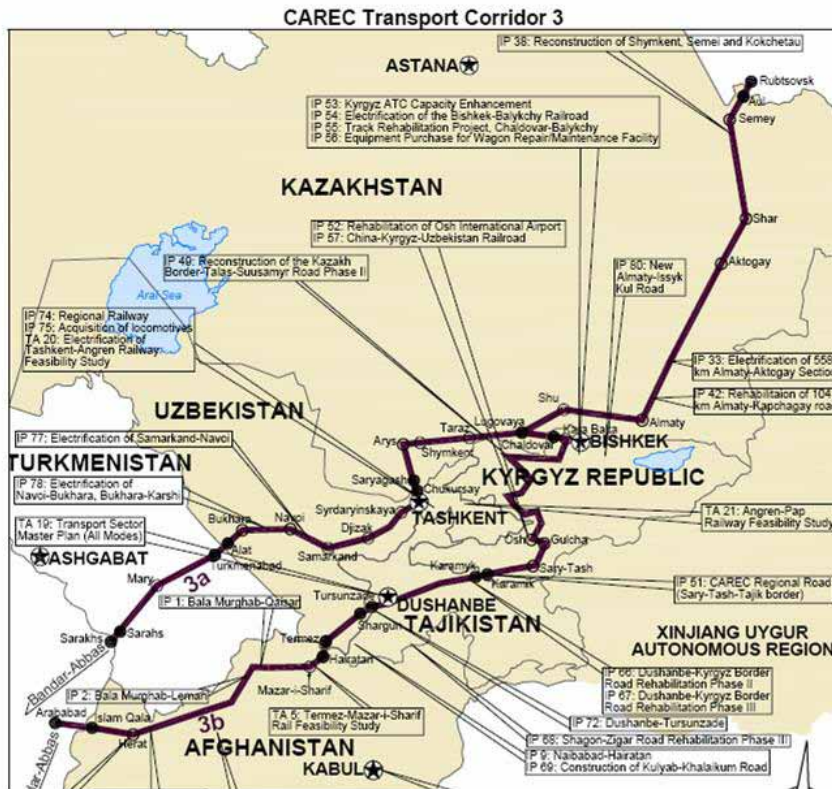 CAREC Transport Corridor 3
IP 38: Reconstruction of Shymkent, Semei and Kokchetau
ASTANA
Rubtsovsk
Aul
Semey
IP 53: Kyrgyz ATC Capacity Enhancement
IP 54: Electrification of the Bishkek-Balykchy Railroad
IP 55: Track Rehabilitation Project, Chaldovar-Balykchy
IP 56: Equipment Purchase for Wagon Repair/Maintenance Facility
KAZAKHSTAN
Shar
IP 52: Rehabilitation of Osh International Airport
IP 57: China-Kyrgyz-Uzbekistan Railroad
IP 49: Reconstruction of the Kazakh
Border-Talas-Suusamyr Road Phase II
IP 80: New
Almaty-Issyk
Kul Road
Aktogay
Aral Sea
IP 74: Regional Railway
IP 75: Acquisition of locomotives
TA 20: Electrification of
Tashkent-Angren Railway
Feasibility Study
IP 33: Electrification of 558
km Almaty-Aktogay Section
IP 42: Rehabilitaion of 104
km Almaty-Kapchagay roa
UZBEKISTAN
Shu
Almaty
Lugovaya
Taraz
Kara Balta
Chaldovar
BISHKEK
Arys
Shymkent
IP 77: Electrification of Samarkand-Navoi
TURKMENISTAN
KYRGYZ REPUBLIC
Saryagash
Chukursay
IP 78: Electrification of
Navoi-Bukhara, Bukhara-Karshi
Syrdaryinskaya
TASHKENT
TA 21: Angren-Pap
Railway Feasibility Study
TA 19: Transport Sector
Master Plan (All Modes)
Bukhara
Navoi
Djizak
Samarkand
Osh
Gulcha
ASHGABAT
Alat
Turkmenabad
Karamyk
Karamik
Sary-Tash
Mary
3a
IP 51: CAREC Regional Road
(Sary-Tash-Tajik border)
IP 1: Bala Murghab-Qaisar
Tursunzade
DUSHANBE
Shargun
TAJIKISTAN
Sarakhs
Sarahs
Termez
Hairatan
XINJIANG UYGUR
AUTONOMOUS REGION
Bandar-Abbas
IP 2: Bala Murghab-Leman
Mazar-i-Sharif
IP 66: Dushanbe-Kyrgyz Border
Road Rehabilitation Phase II
IP 67: Dushanbe-Kyrgyz Border
Road Rehabilitation Phase III
Arababad
Islam Qala
Herat
3b
TA 5: Termez-Mazar-i-Sharif
Rail Feasibility Study
IP 72: Dushanbe-Tursunzade
IP 68: Shagon-Zigar Road Rehabilitation Phase III
IP 9: Naibabad-Hairatan
IP 69: Construction of Kulyab-Khalaikum Road
AFGHANISTAN
KABUL
dar-Abbas